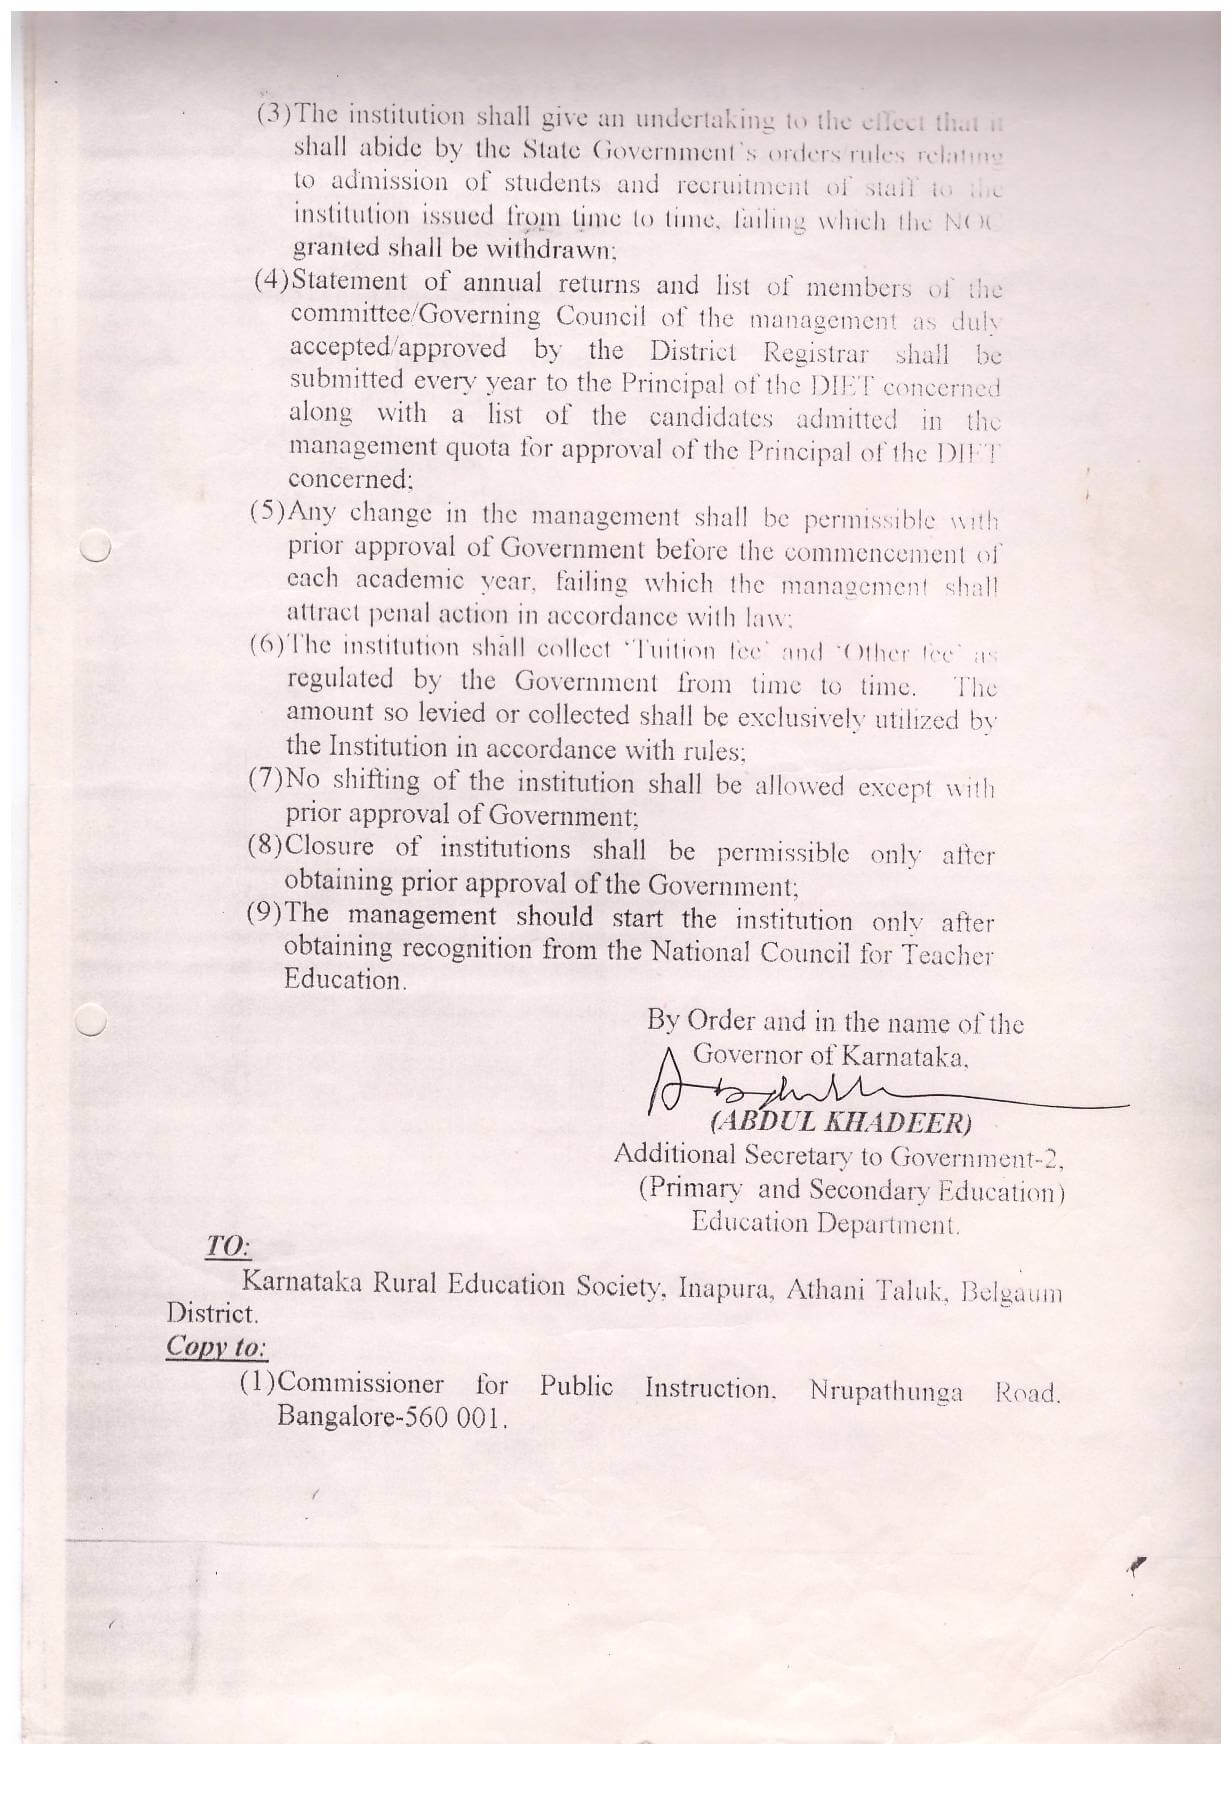 (3)The institution shall give an undertaking to the effect that it
shall abide by the State Government's orders rules relating
to admission of students and recruitment of staff to the
institution issued from time to time, failing which the NOC
granted shall be withdrawn;
(4)Statement of annual returns and list of members of the
committee/Governing Council of the management as duly
accepted/approved by the District Registrar shall be
submitted every year to the Principal of the DIET concerned
along with a list of the candidates admitted in the
management quota for approval of the Principal of the DIET
concerned;
(5)Any change in the management shall be permissible with
prior approval of Government before the commencement of
each academic year, failing which the management shall
attract penal action in accordance with law;
(6)The institution shall collect 'Tuition fee' and 'Other fee' as
regulated by the Government from time to time. The
amount so levied or collected shall be exclusively utilized by
the Institution in accordance with rules;
(7)No shifting of the institution shall be allowed except with
prior approval of Government;
(8)Closure of institutions shall be permissible only after
obtaining prior approval of the Government;
(9)The management should start the institution only after
obtaining recognition from the National Council for Teacher
Education.
By Order and in the name of the
Governor of Karnataka,
(ABDUL KHADEER)
Additional Secretary to Government-2,
(Primary and Secondary Education)
Education Department.
TO:
Karnataka Rural Education Society, Inapura, Athani Taluk, Belgaum
District.
Copy to:
(1)Commissioner for Public Instruction, Nrupathunga Road,
Bangalore-560 001.